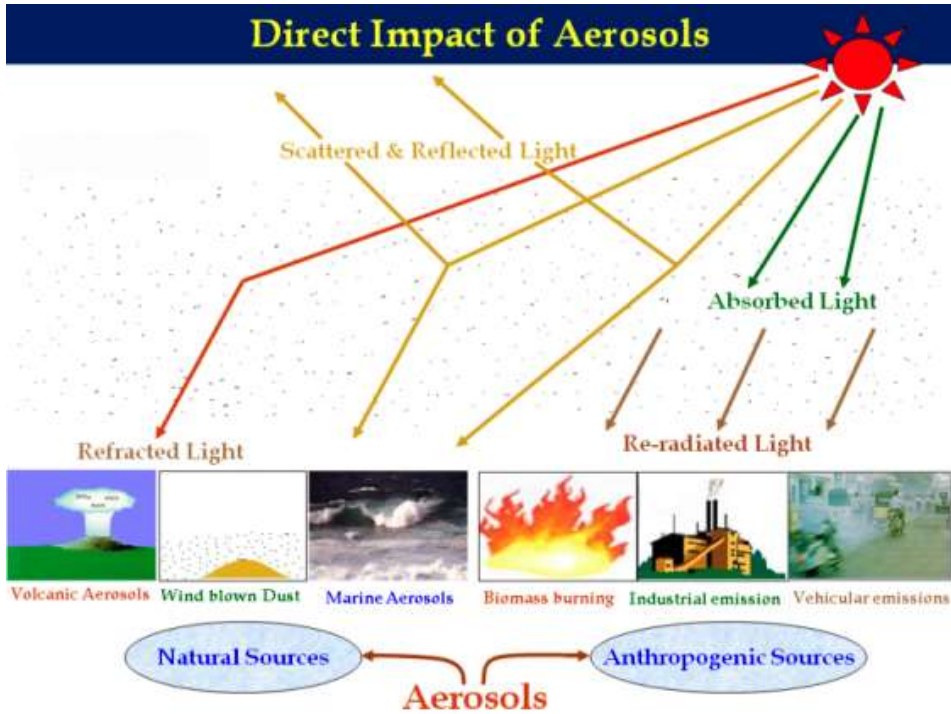 Direct Impact of Aerosols
Scattered & Reflected Light
Absorbed Light
Refracted Light
Re-radiated Light
Volcanic Aerosols
Wind blown Dust
Marine Aerosols
Biomass burning
Industrial emission
Vehicular emissions
Natural Sources
Anthropogenic Sources
Aerosols